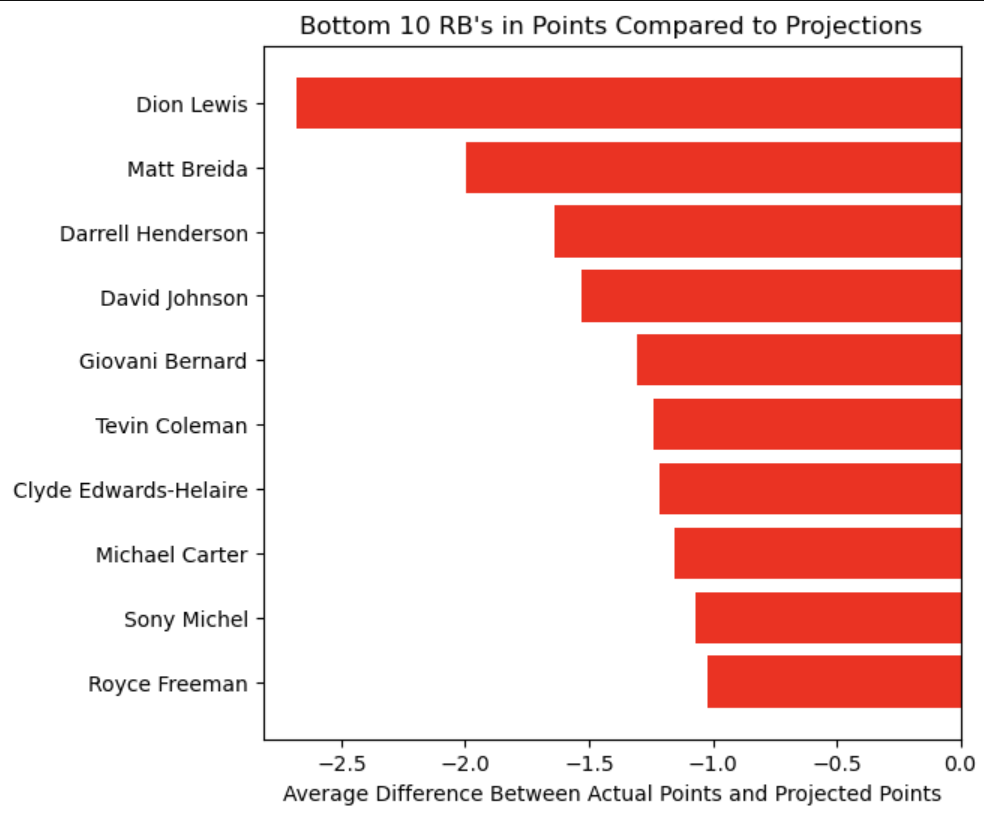 Bottom 10 RB's in Points Compared to Projections
Dion Lewis
Matt Breida
Darrell Henderson
David Johnson
Giovani Bernard
Tevin Coleman
Clyde Edwards-Helaire
Michael Carter
Sony Michel
Royce Freeman
−2.5 −2.0 −1.5 −1.0 −0.5 0.0
Average Difference Between Actual Points and Projected Points